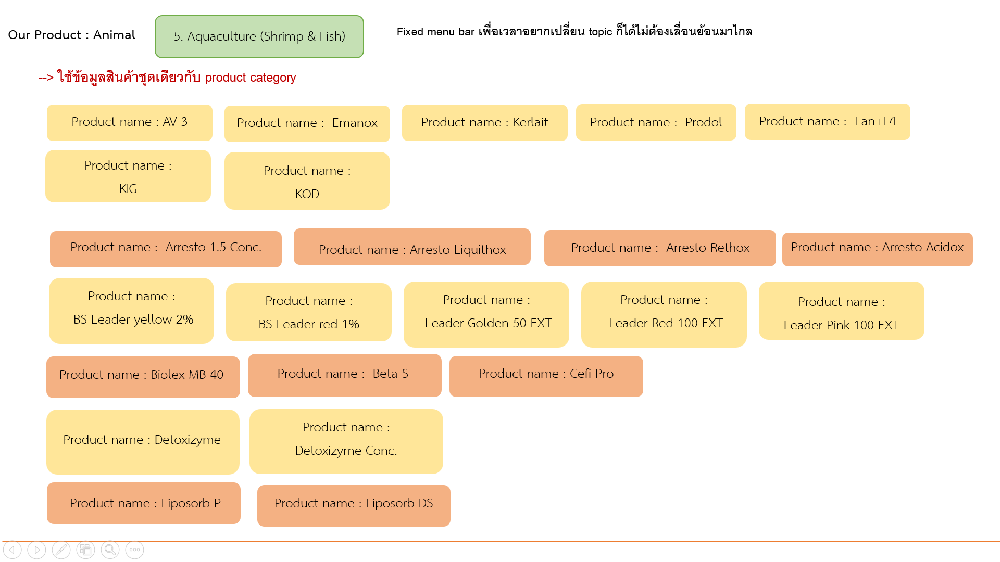 Our Product : Animal
5. Aquaculture (Shrimp & Fish)
Fixed menu bar เพื่อเวลาอยากเปลี่ยน topic ก็ได้ไม่ต้องเลื่อนย้อนมาไกล
--> ใช้ข้อมูลสินค้าชุดเดียวกับ product category
Product name : AV 3
Product name : Emanox
Product name : Kerlait
Product name : Prodol
Product name : Fan+F4
Product name :
KIG
Product name :
KOD
Product name : Arresto 1.5 Conc.
Product name : Arresto Liquithox
Product name : Arresto Rethox
Product name : Arresto Acidox
Product name :
BS Leader yellow 2%
Product name :
BS Leader red 1%
Product name :
Leader Golden 50 EXT
Product name :
Leader Red 100 EXT
Product name :
Leader Pink 100 EXT
Product name : Biolex MB 40
Product name : Beta S
Product name : Cefi Pro
Product name : Detoxizyme
Product name :
Detoxizyme Conc.
Product name : Liposorb P
Product name : Liposorb DS